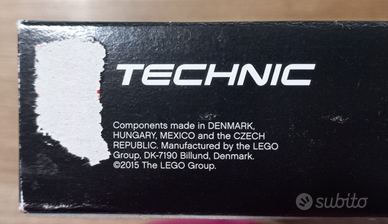 TECHNIC
Components made in DENMARK,
HUNGARY, MEXICO and the CZECH
REPUBLIC. Manufactured by the LEGO
Group, DK-7190 Billund, Denmark.
©2015 The LEGO Group.
subito